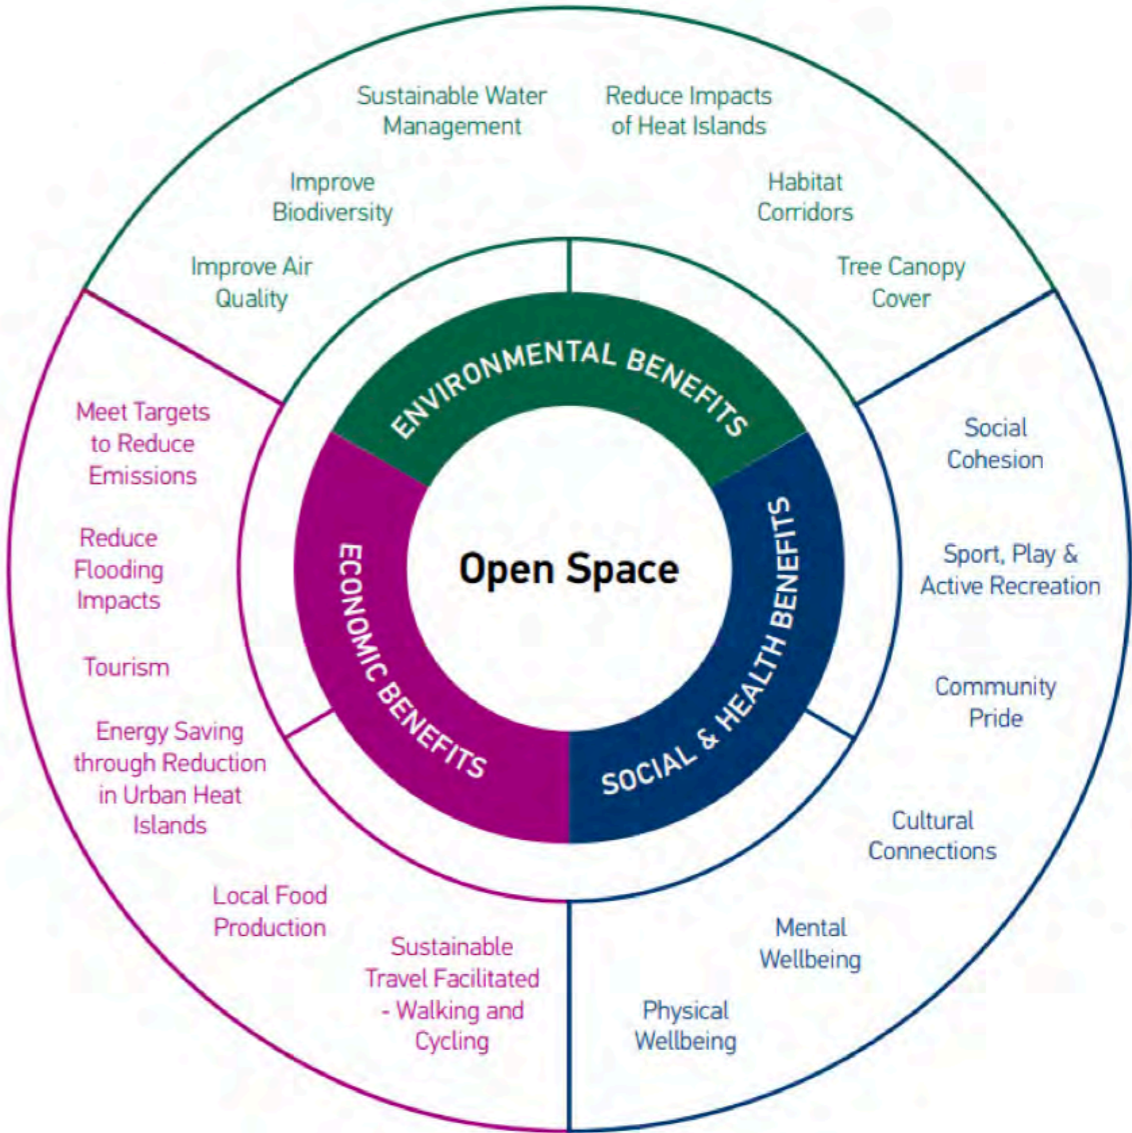 Sustainable Water
Management
Reduce Impacts
of Heat Islands
Improve
Biodiversity
Habitat
Corridors
Improve Air
Quality
Tree Canopy
Cover
ENVIRONMENTAL BENEFITS
Meet Targets
to Reduce
Emissions
Reduce
Flooding
Impacts
Tourism
Energy Saving
through Reduction
in Urban Heat
Islands
Local Food
Production
Sustainable
Travel Facilitated
- Walking and
Cycling
ECONOMIC BENEFITS
Open Space
SOCIAL & HEALTH BENEFITS
Social
Cohesion
Sport, Play &
Active Recreation
Community
Pride
Cultural
Connections
Mental
Wellbeing
Physical
Wellbeing